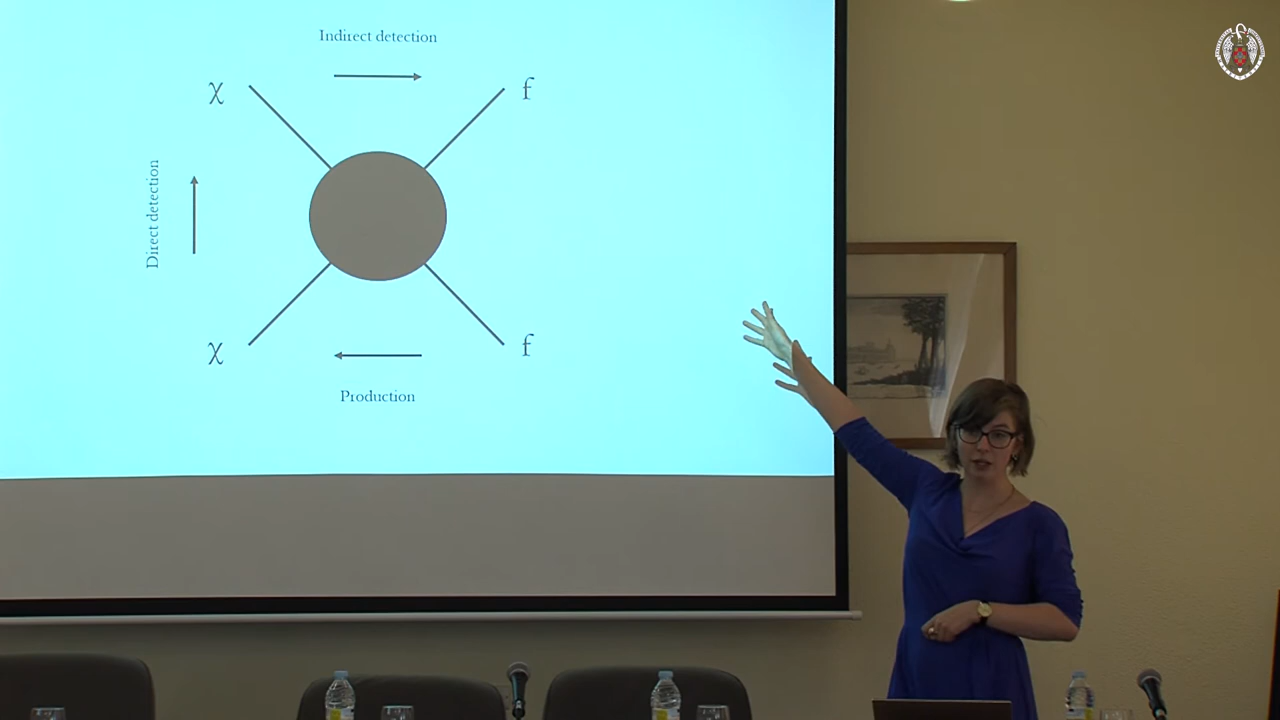 Indirect detection
χ
f
Direct detection
χ
f
Production